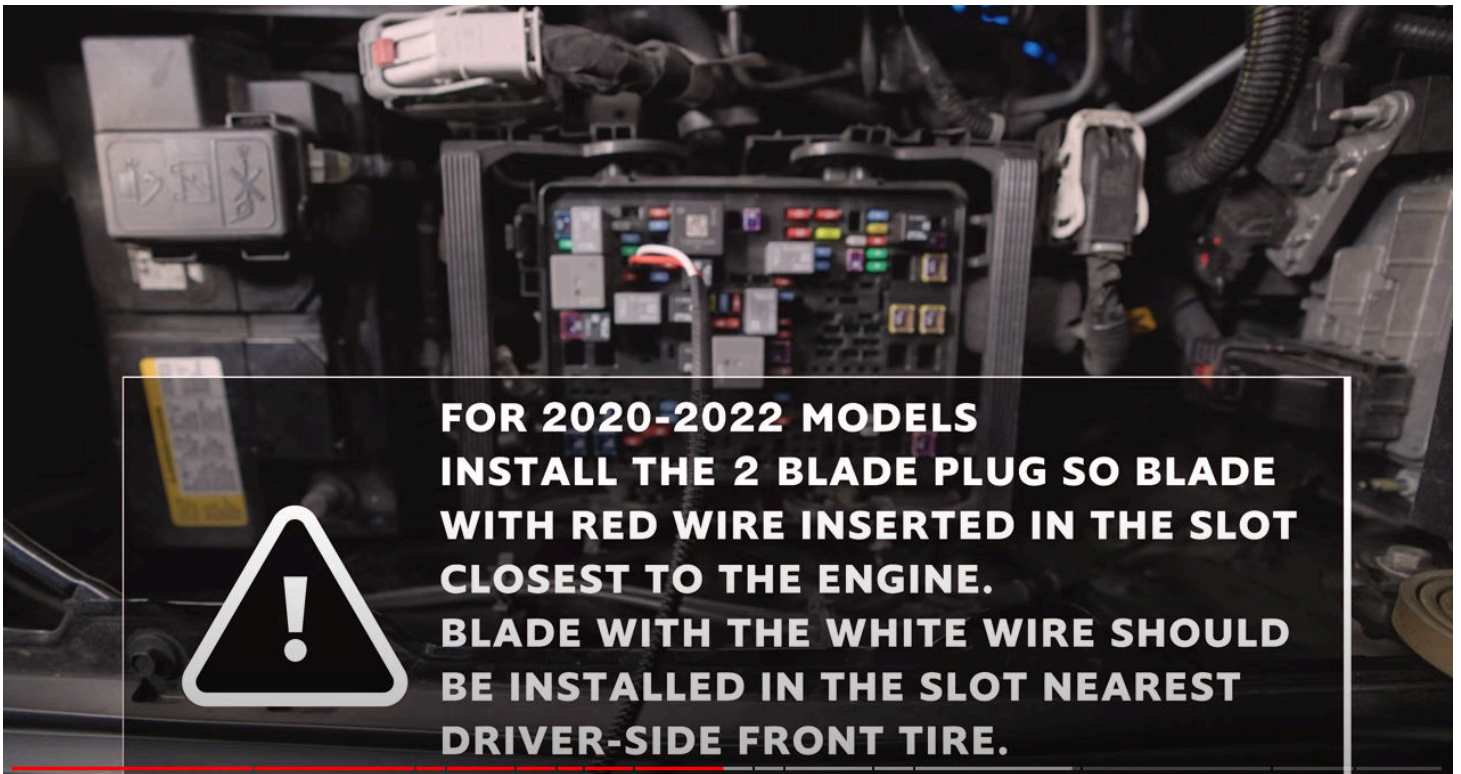 FOR 2020-2022 MODELS
INSTALL THE 2 BLADE PLUG SO BLADE
WITH RED WIRE INSERTED IN THE SLOT
CLOSEST TO THE ENGINE.
BLADE WITH THE WHITE WIRE SHOULD
BE INSTALLED IN THE SLOT NEAREST
DRIVER-SIDE FRONT TIRE.